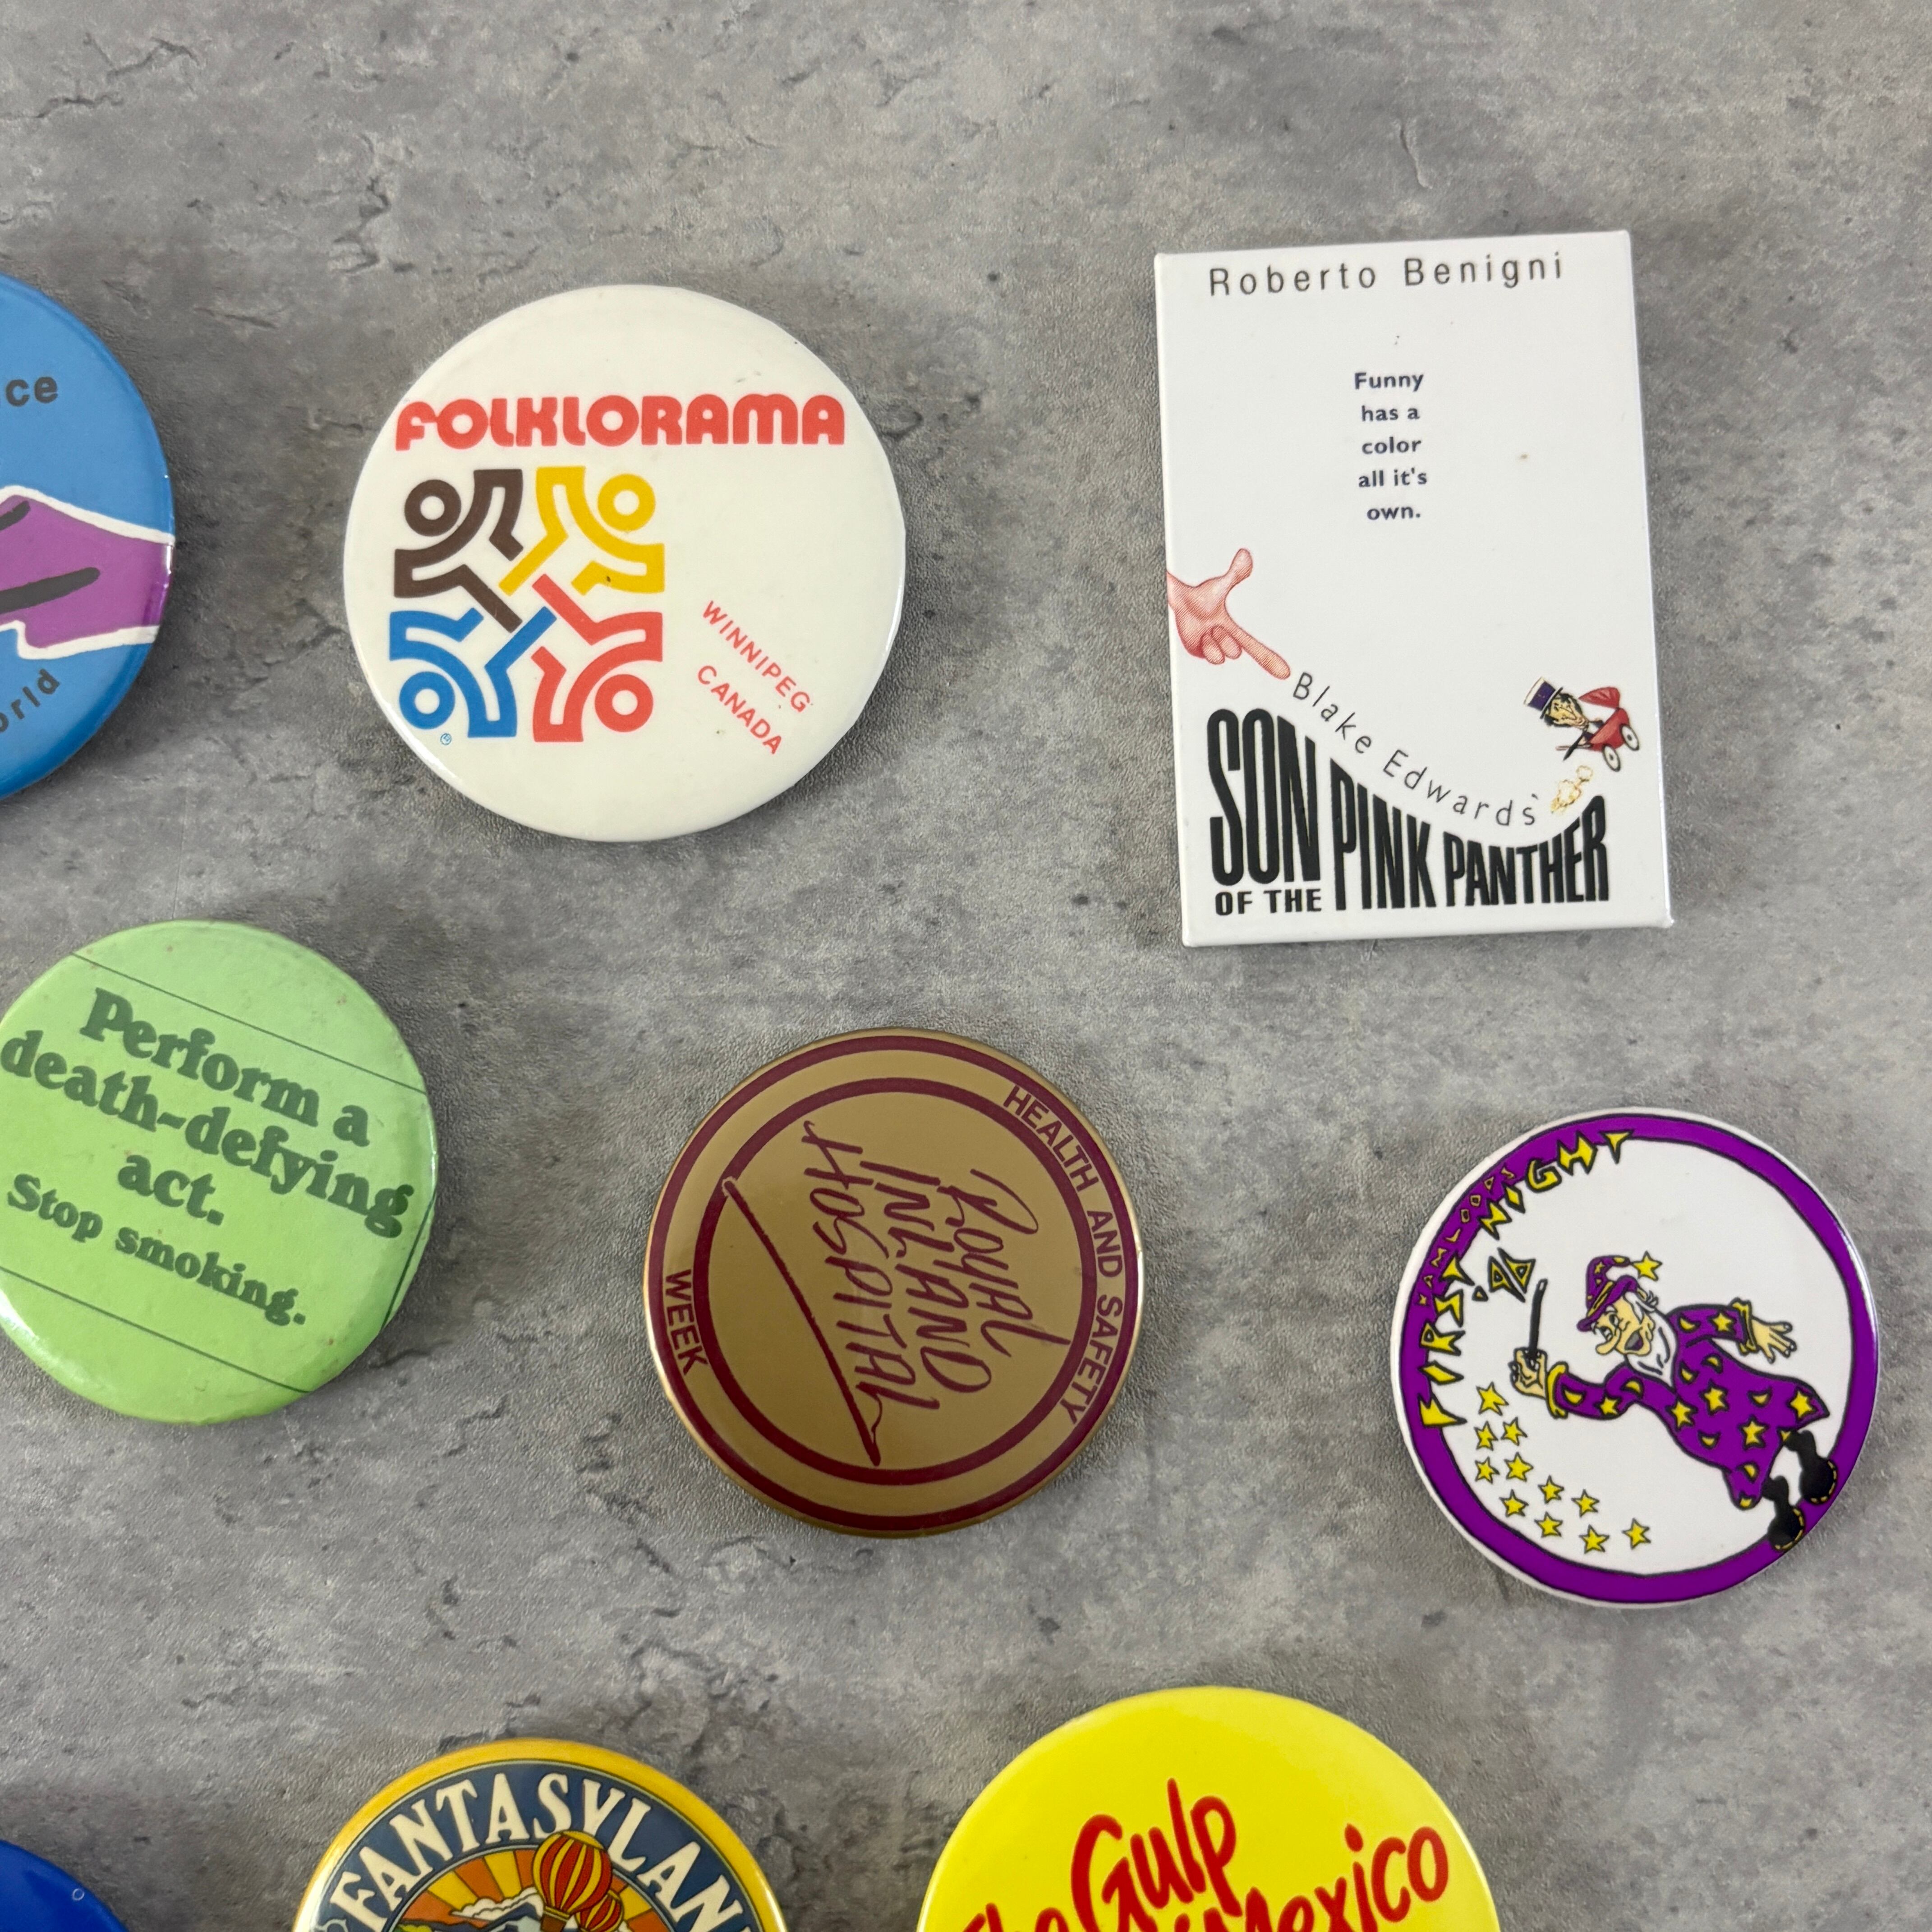 ce
orld
FOLKLORAMA
WINNIPEG
CANADA
Roberto Benigni
Funny
has a
color
all it's
own.
Blake Edwards'
SON
OF THE
PINK PANTHER
Perform a
death-defying
act.
Stop smoking.
HEALTH AND SAFETY
WEEK
ROYAL
INLAND
HOSPITAL
KAMLOOPS
FIRST NIGHT
'96
FANTASYLAN
The Gulp
Mexico